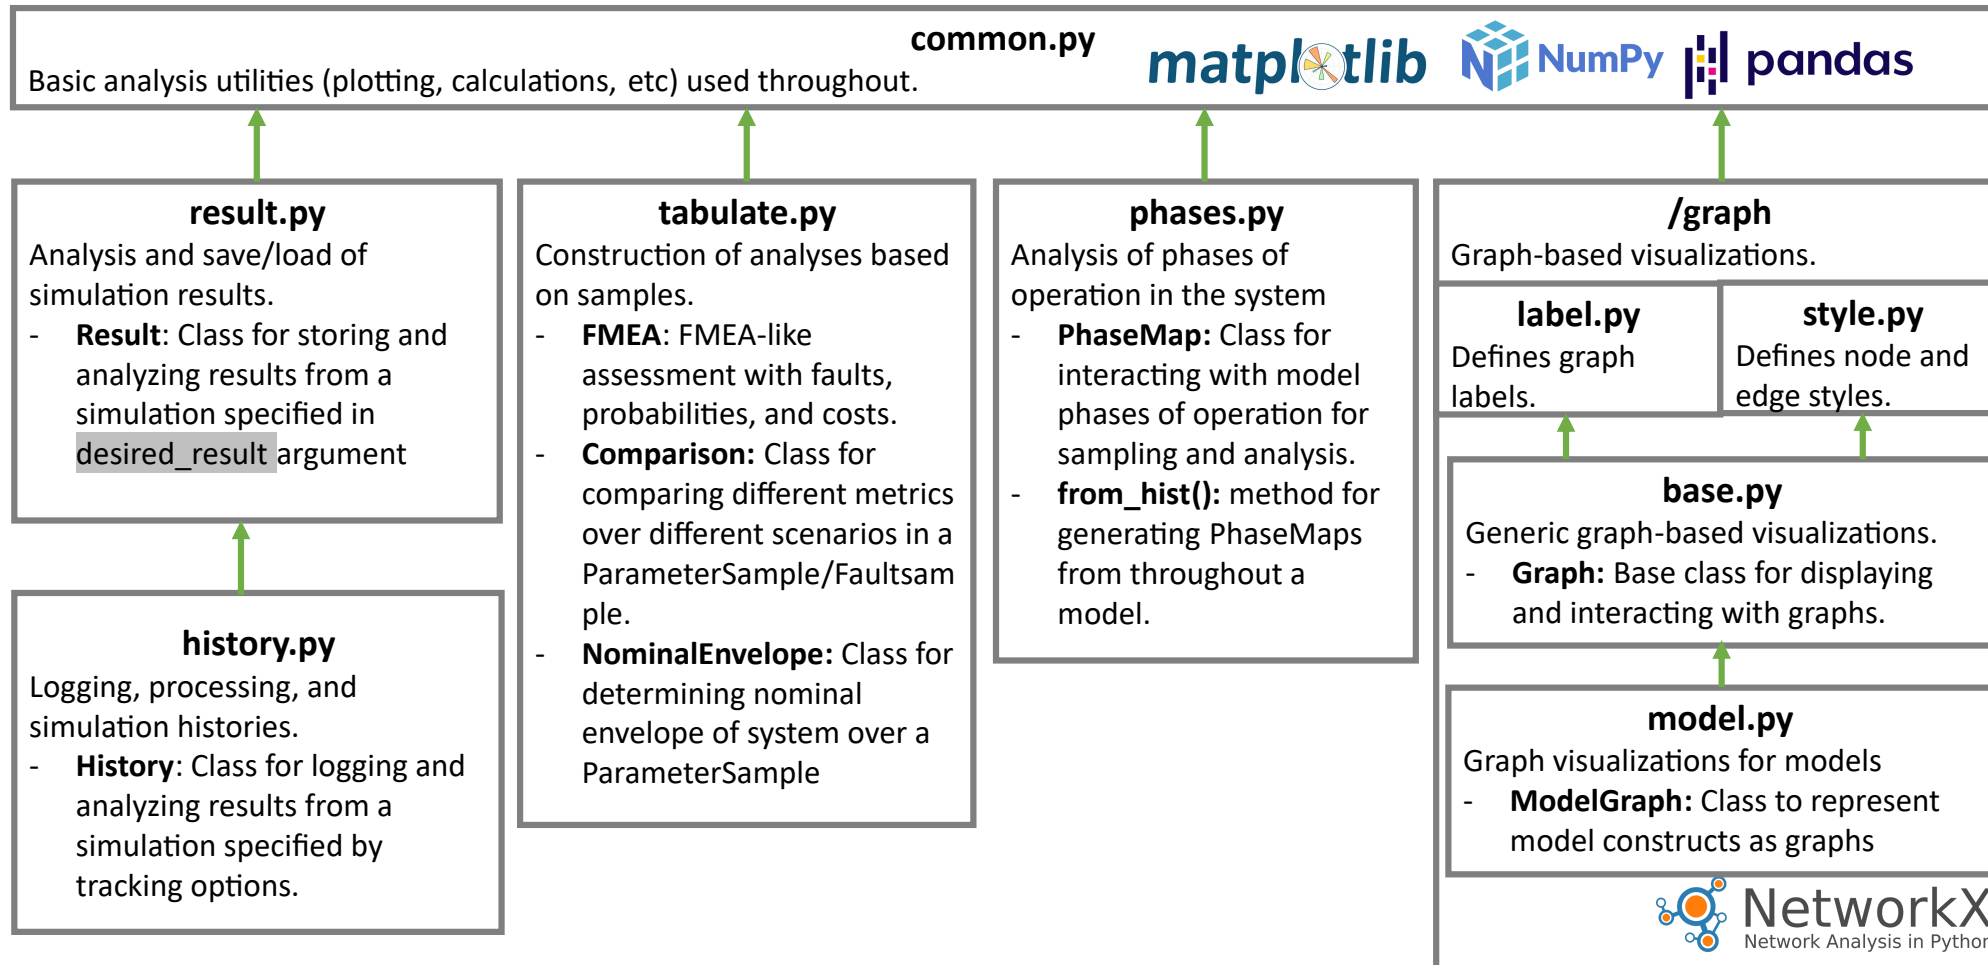 common.py
Basic analysis utilities (plotting, calculations, etc) used throughout.
matplotlib
NumPy
pandas
result.py
Analysis and save/load of
simulation results.
- Result: Class for storing and
analyzing results from a
simulation specified in
desired_result argument
history.py
Logging, processing, and
simulation histories.
- History: Class for logging and
analyzing results from a
simulation specified by
tracking options.
tabulate.py
Construction of analyses based
on samples.
- FMEA: FMEA-like
assessment with faults,
probabilities, and costs.
- Comparison: Class for
comparing different metrics
over different scenarios in a
ParameterSample/Faultsam
ple.
- NominalEnvelope: Class for
determining nominal
envelope of system over a
ParameterSample
phases.py
Analysis of phases of
operation in the system
- PhaseMap: Class for
interacting with model
phases of operation for
sampling and analysis.
- from_hist(): method for
generating PhaseMaps
from throughout a
model.
/graph
Graph-based visualizations.
label.py
Defines graph
labels.
style.py
Defines node and
edge styles.
base.py
Generic graph-based visualizations.
- Graph: Base class for displaying
and interacting with graphs.
model.py
Graph visualizations for models
- ModelGraph: Class to represent
model constructs as graphs
NetworkX
Network Analysis in Python